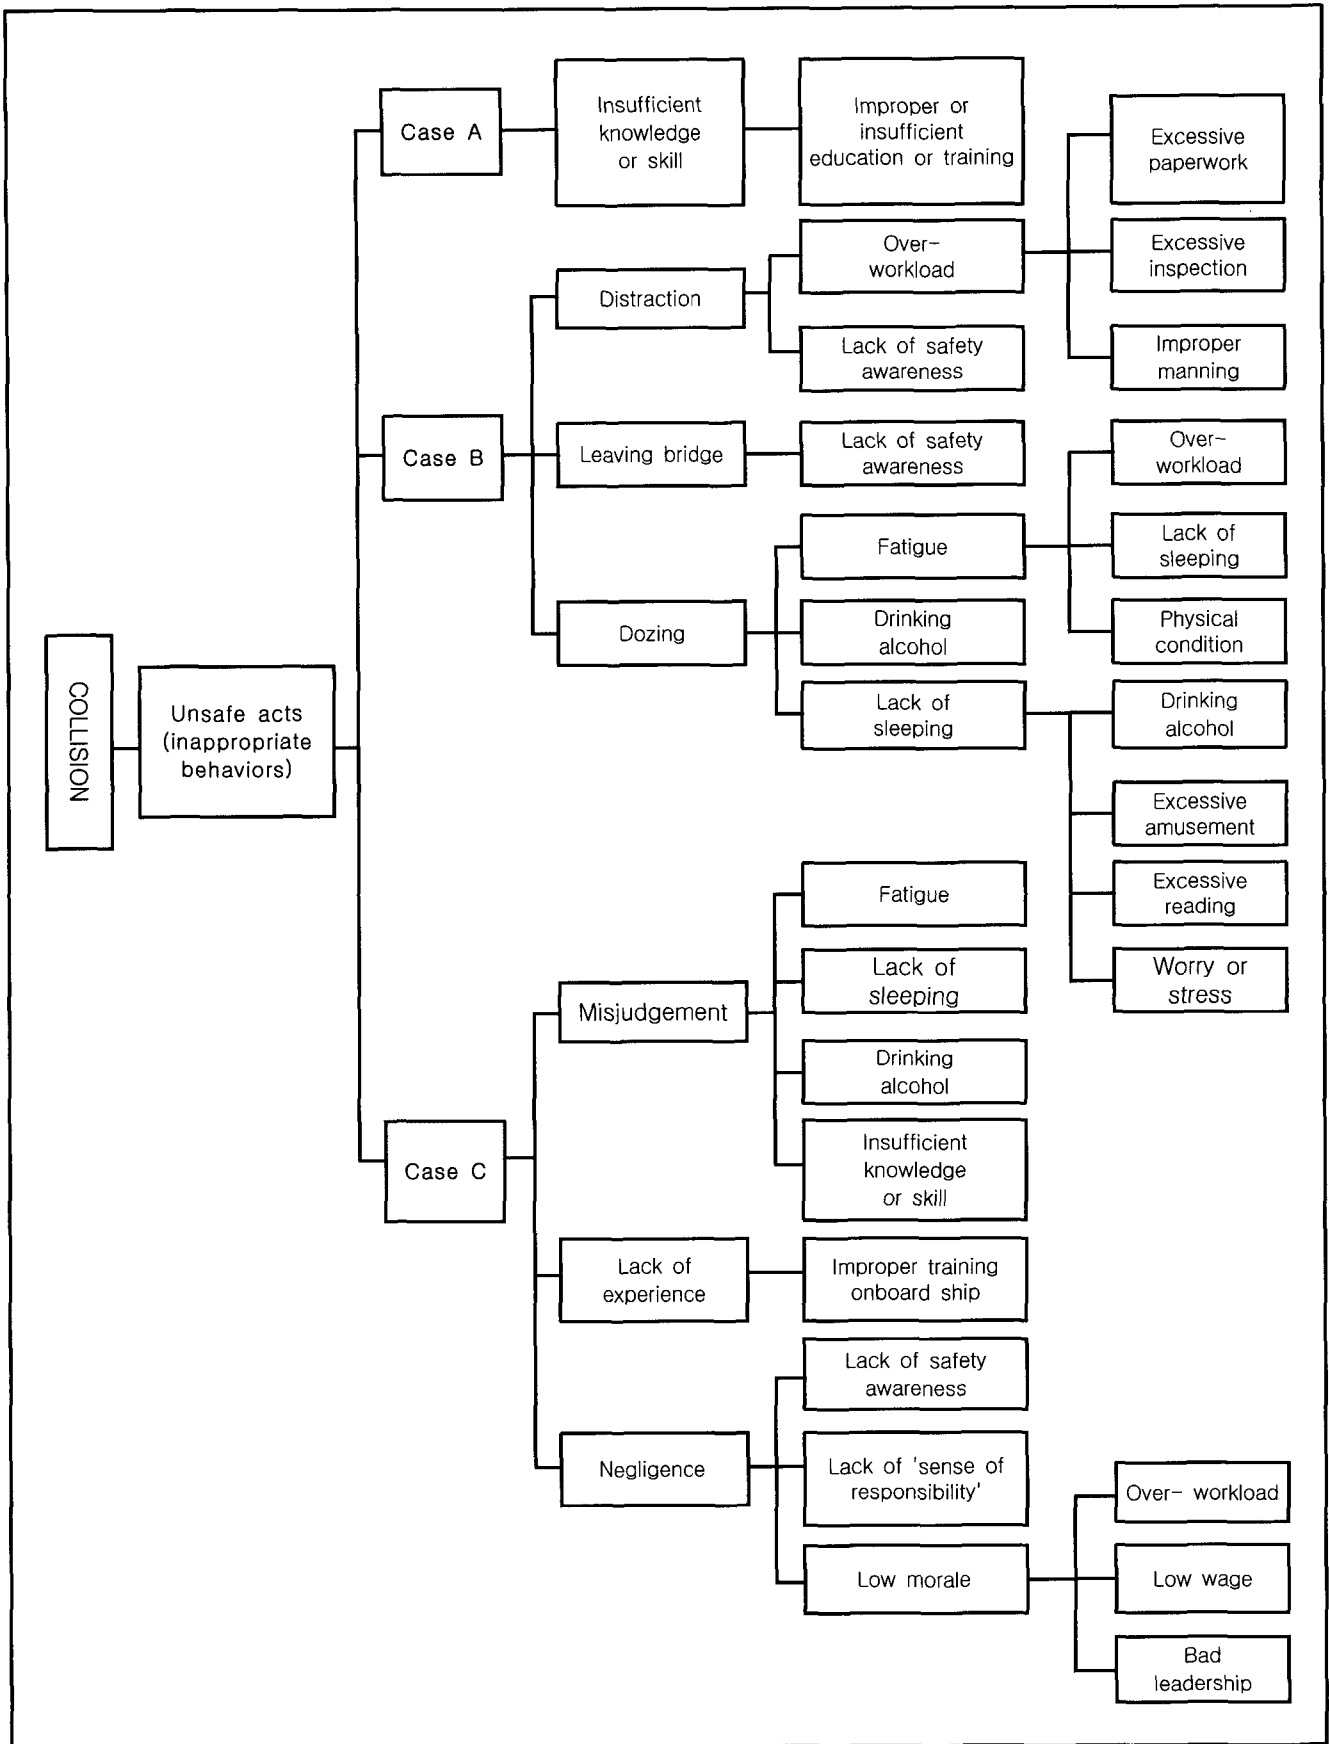 COLLISION
Unsafe acts
(inappropriate
behaviors)
Case A
Insufficient
knowledge
or skill
Improper or
insufficient
education or training
Case B
Distraction
Over-
workload
Excessive
paperwork
Excessive
inspection
Improper
manning
Lack of safety
awareness
Leaving bridge
Lack of safety
awareness
Dozing
Fatigue
Over-
workload
Lack of
sleeping
Physical
condition
Drinking
alcohol
Lack of
sleeping
Drinking
alcohol
Excessive
amusement
Excessive
reading
Worry or
stress
Case C
Misjudgement
Fatigue
Lack of
sleeping
Drinking
alcohol
Insufficient
knowledge
or skill
Lack of
experience
Improper training
onboard ship
Negligence
Lack of safety
awareness
Lack of 'sense of
responsibility'
Low morale
Over- workload
Low wage
Bad
leadership